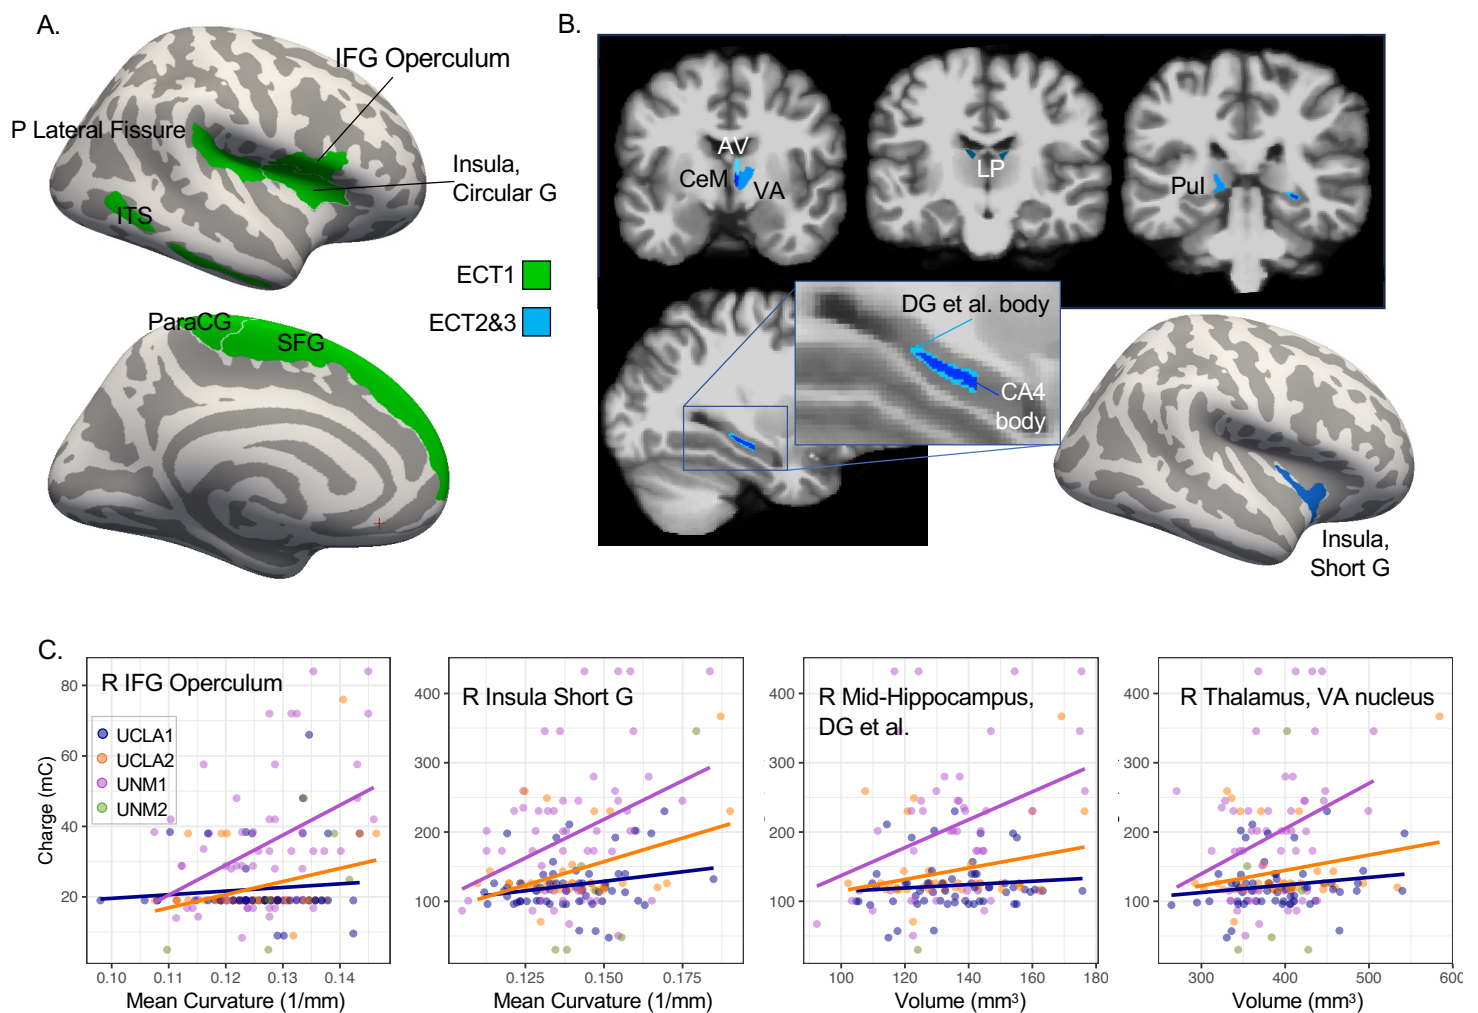 A.
IFG Operculum
P Lateral Fissure
Insula,
Circular G
ITS
ECT1
ECT2&3
ParaCG
SFG
B.
AV
CeM
VA
LP
Pul
DG et al. body
CA4
body
Insula,
Short G
C.
R IFG Operculum
UCLA1
UCLA2
UNM1
UNM2
Charge (mC)
80
60
40
20
0.10
0.11
0.12
0.13
0.14
Mean Curvature (1/mm)
R Insula Short G
400
300
200
100
0.125
0.150
0.175
Mean Curvature (1/mm)
R Mid-Hippocampus,
DG et al.
400
300
200
100
100
120
140
160
180
Volume (mm³)
R Thalamus, VA nucleus
400
300
200
100
300
400
500
600
Volume (mm³)